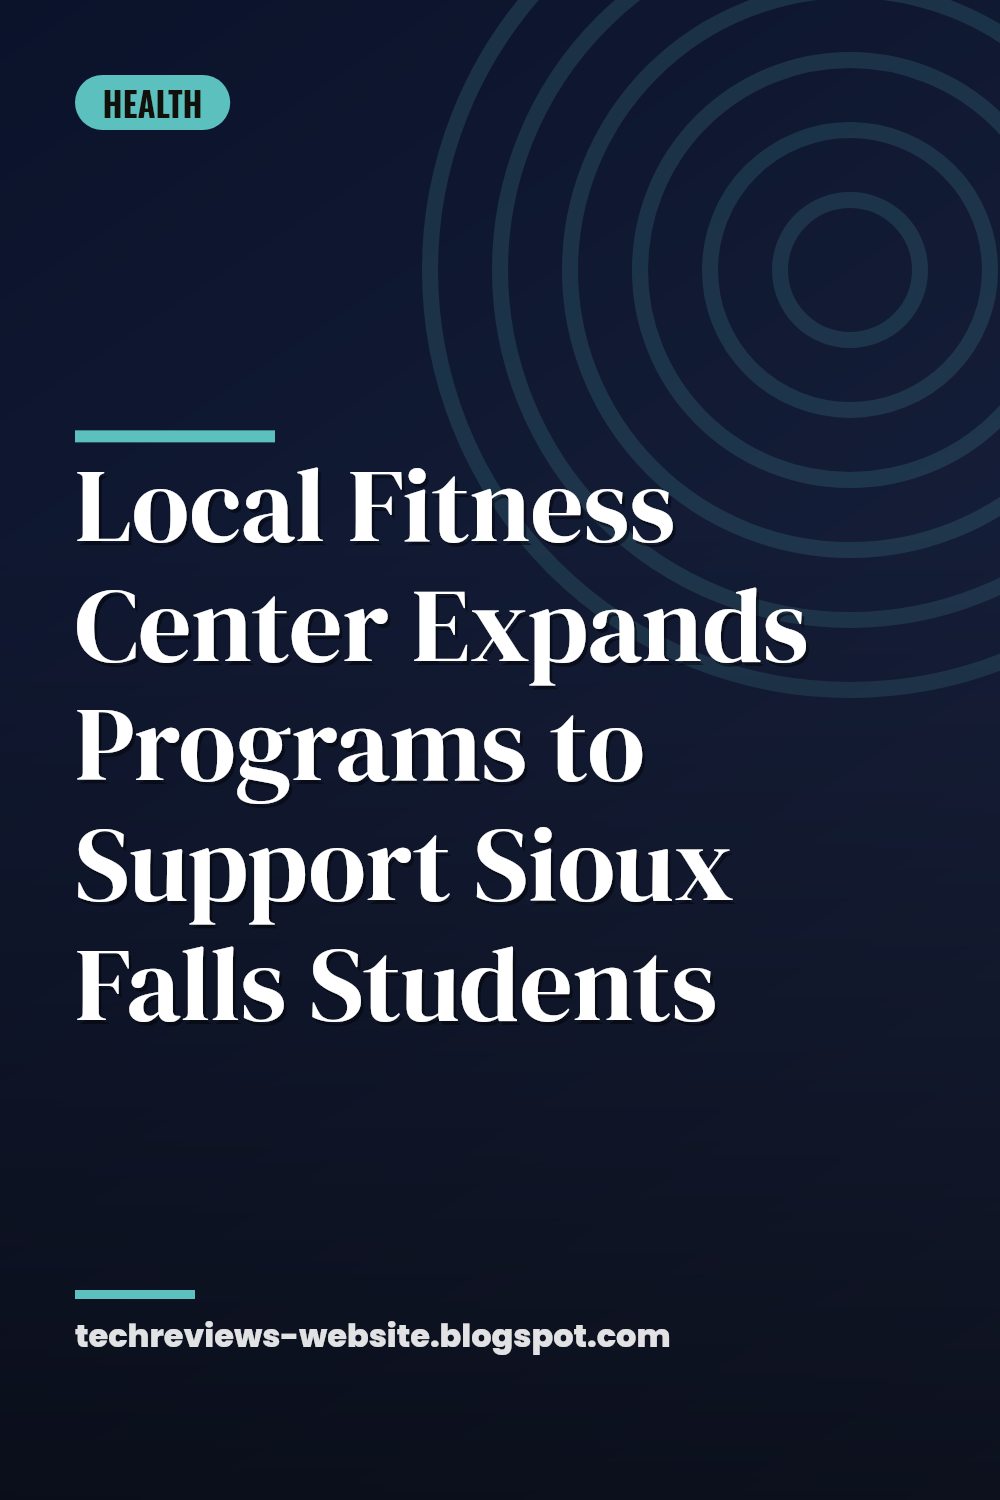 HEALTH
Local Fitness
Center Expands
Programs to
Support Sioux
Falls Students
techreviews-website.blogspot.com